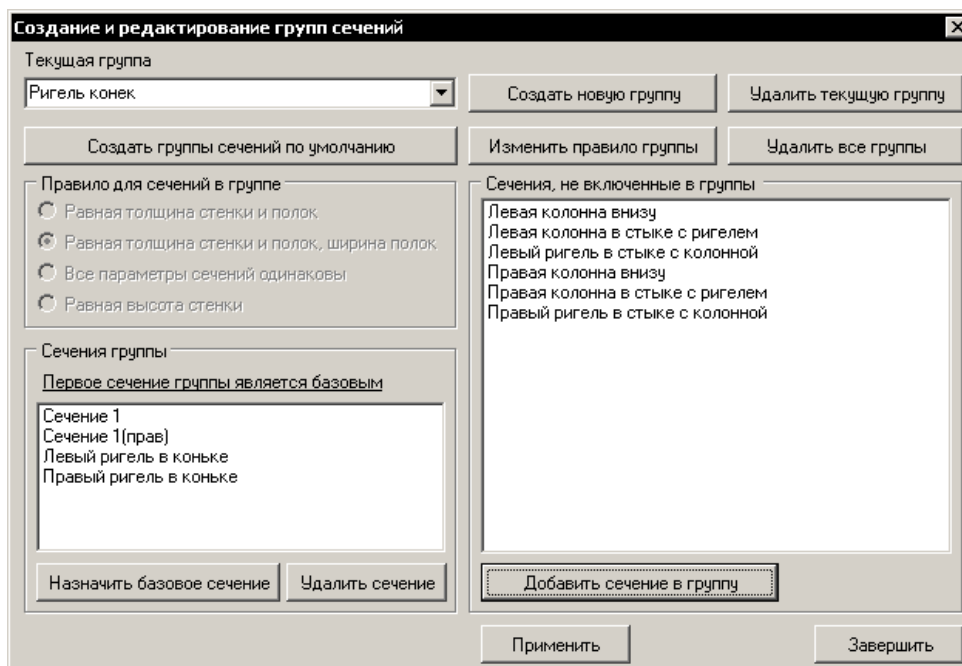 Создание и редактирование групп сечений
Текущая группа
Ригель конек
Создать новую группу
Удалить текущую группу
Создать группы сечений по умолчанию
Изменить правило группы
Удалить все группы
Правило для сечений в группе
Равная толщина стенки и полок
Равная толщина стенки и полок, ширина полок
Все параметры сечений одинаковы
Равная высота стенки
Сечения группы
Первое сечение группы является базовым
Сечение 1
Сечение 1(прав)
Левый ригель в коньке
Правый ригель в коньке
Назначить базовое сечение
Удалить сечение
Сечения, не включенные в группы
Левая колонна внизу
Левая колонна в стыке с ригелем
Левый ригель в стыке с колонной
Правая колонна внизу
Правая колонна в стыке с ригелем
Правый ригель в стыке с колонной
Добавить сечение в группу
Применить
Завершить